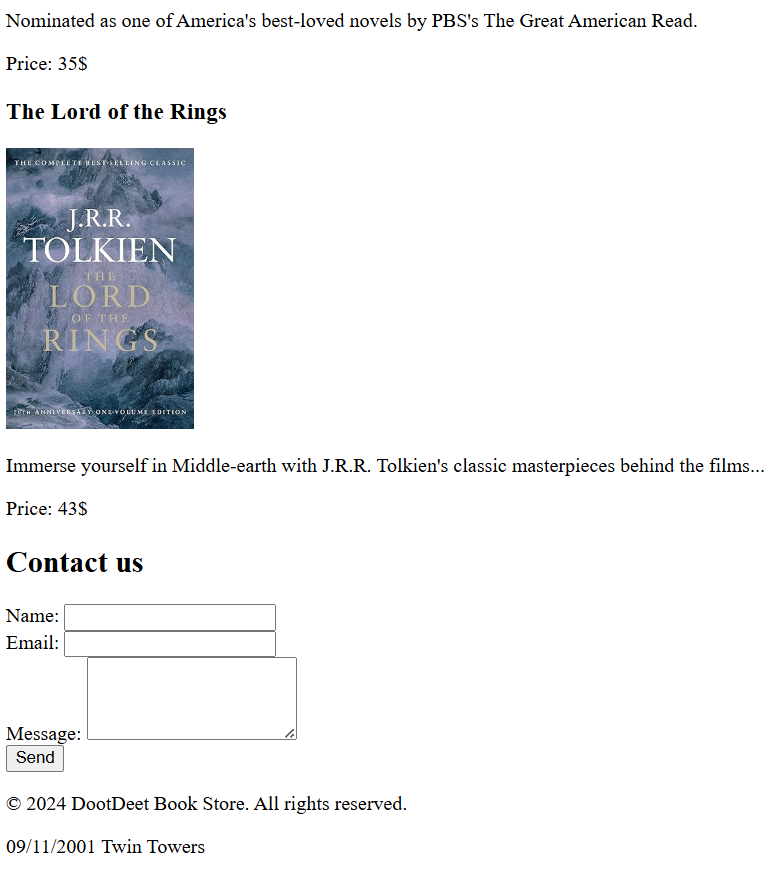 Nominated as one of America's best-loved novels by PBS's The Great American Read.
Price: 35$
The Lord of the Rings
THE COMPLETE BEST-SELLING CLASSIC
J.R.R.
TOLKIEN
THE
LORD
OF THE
RINGS
50TH ANNIVERSARY ONE-VOLUME EDITION
Immerse yourself in Middle-earth with J.R.R. Tolkien's classic masterpieces behind the films...
Price: 43$
Contact us
Name:
Email:
Message:
Send
© 2024 DootDeet Book Store. All rights reserved.
09/11/2001 Twin Towers